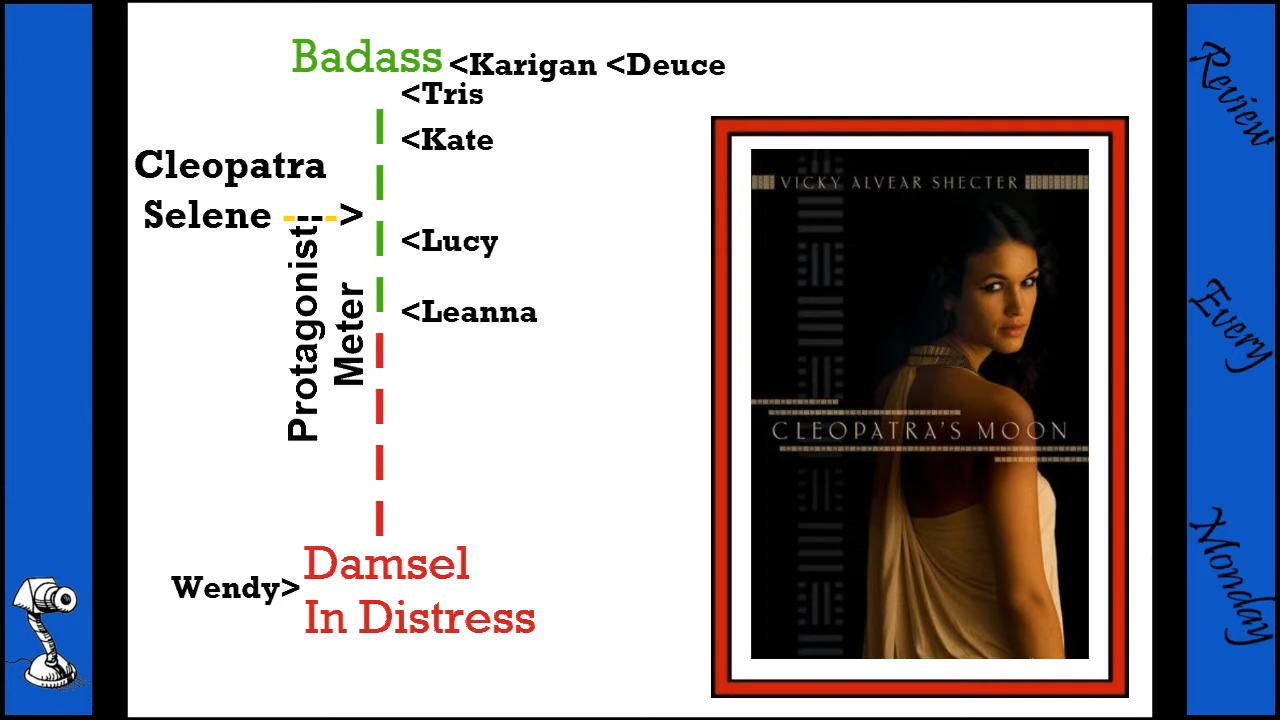 Badass <Karigan <Deuce
<Tris
<Kate
Cleopatra
Selene ---->
<Lucy
<Leanna
Protagonist
Meter
Wendy>
Damsel
In Distress
VICKY ALVEAR SHECTER
CLEOPATRA'S MOON
Review
Every
Monday